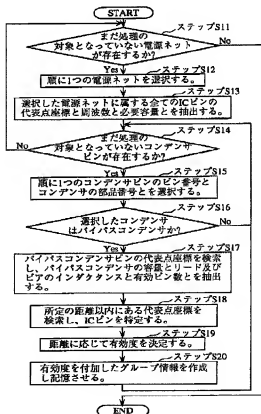 START
ステップS11
まだ処理の
対象となっていない電源ネット
が存在するか?
No
Yes
ステップS12
順に1つの電源ネットを選択する。
ステップS13
選択した電源ネットに属する全てのICピンの
代表点座標と周波数と必要容量とを抽出する。
ステップS14
まだ処理の
対象となっていないコンデンサ
ピンが存在するか?
No
Yes
ステップS15
順に1つのコンデンサピンのピン番号と
コンデンサの部品番号とを選択する。
ステップS16
選択したコンデンサ
はバイパスコンデンサか?
No
Yes
ステップS17
バイパスコンデンサピンの代表点座標を検索
し、バイパスコンデンサの容量とリード及び
ビアのインダクタンスと有効ピン数とを抽出
する。
ステップS18
所定の距離以内にある代表点座標を
検索し、ICピンを特定する。
ステップS19
距離に応じて有効度を決定する。
ステップS20
有効度を付加したグループ情報を作成
し記憶させる。
END